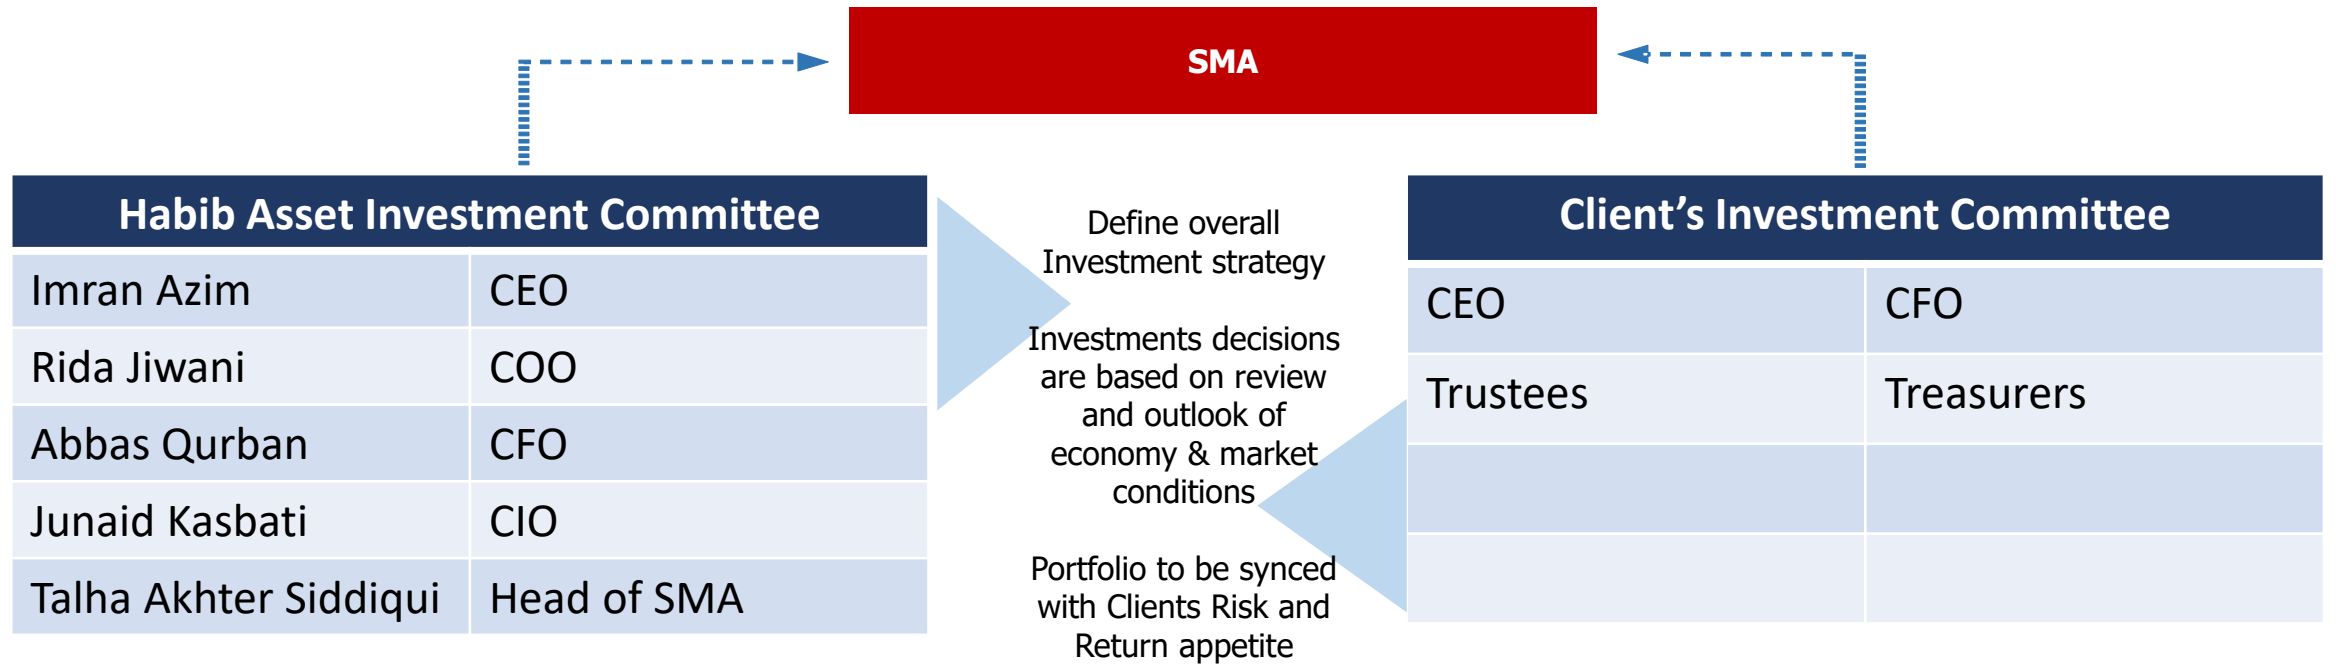 SMA
Habib Asset Investment Committee
Imran Azim CEO
Rida Jiwani COO
Abbas Qurban CFO
Junaid Kasbati CIO
Talha Akhter Siddiqui Head of SMA
Define overall
Investment strategy
Investments decisions
are based on review
and outlook of
economy & market
conditions
Portfolio to be synced
with Clients Risk and
Return appetite
Client’s Investment Committee
CEO CFO
Trustees Treasurers